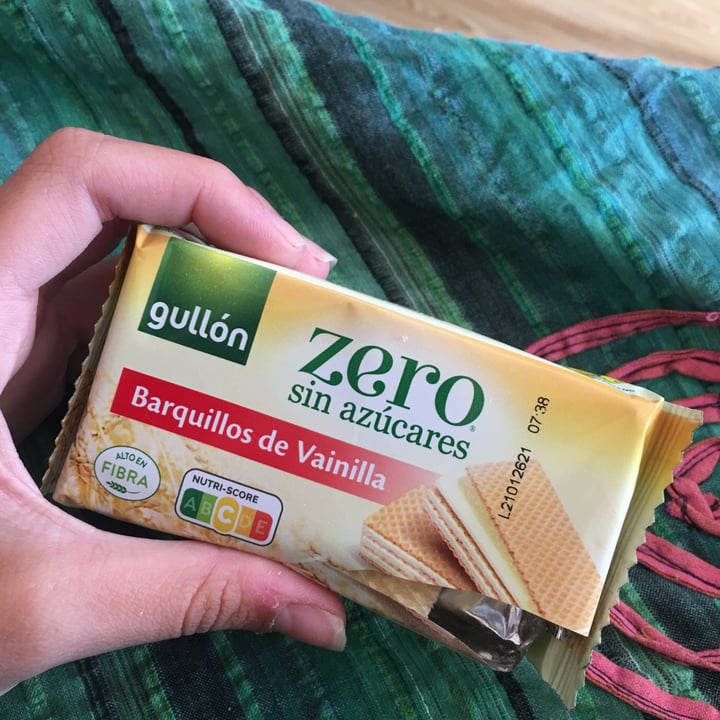 gullón
zero
sin azúcares
Barquillos de Vainilla
ALTO EN
FIBRA
NUTRI-SCORE
A B C D E
L21012621 07:38